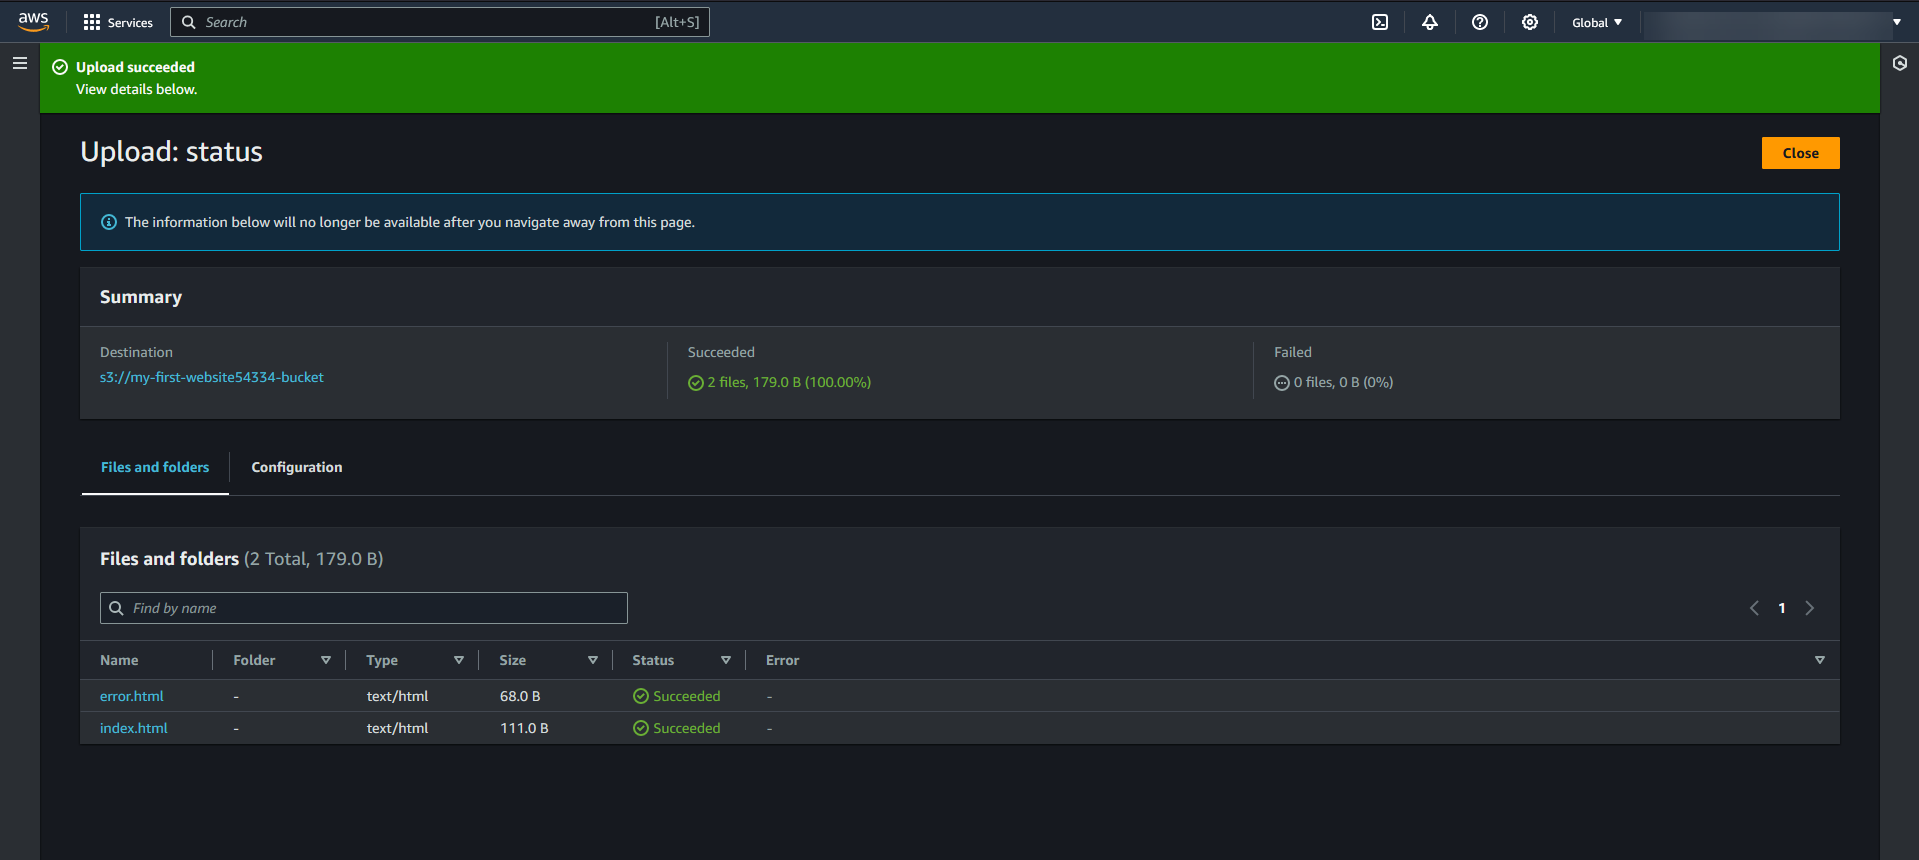 aws Services Search [Alt+S] Global
Upload succeeded
View details below.
Upload: status
Close
The information below will no longer be available after you navigate away from this page.
Summary
Destination
s3://my-first-website54334-bucket
Succeeded
2 files, 179.0 B (100.00%)
Failed
0 files, 0 B (0%)
Files and folders Configuration
Files and folders (2 Total, 179.0 B)
Find by name
1
Name Folder Type Size Status Error
error.html - text/html 68.0 B Succeeded -
index.html - text/html 111.0 B Succeeded -